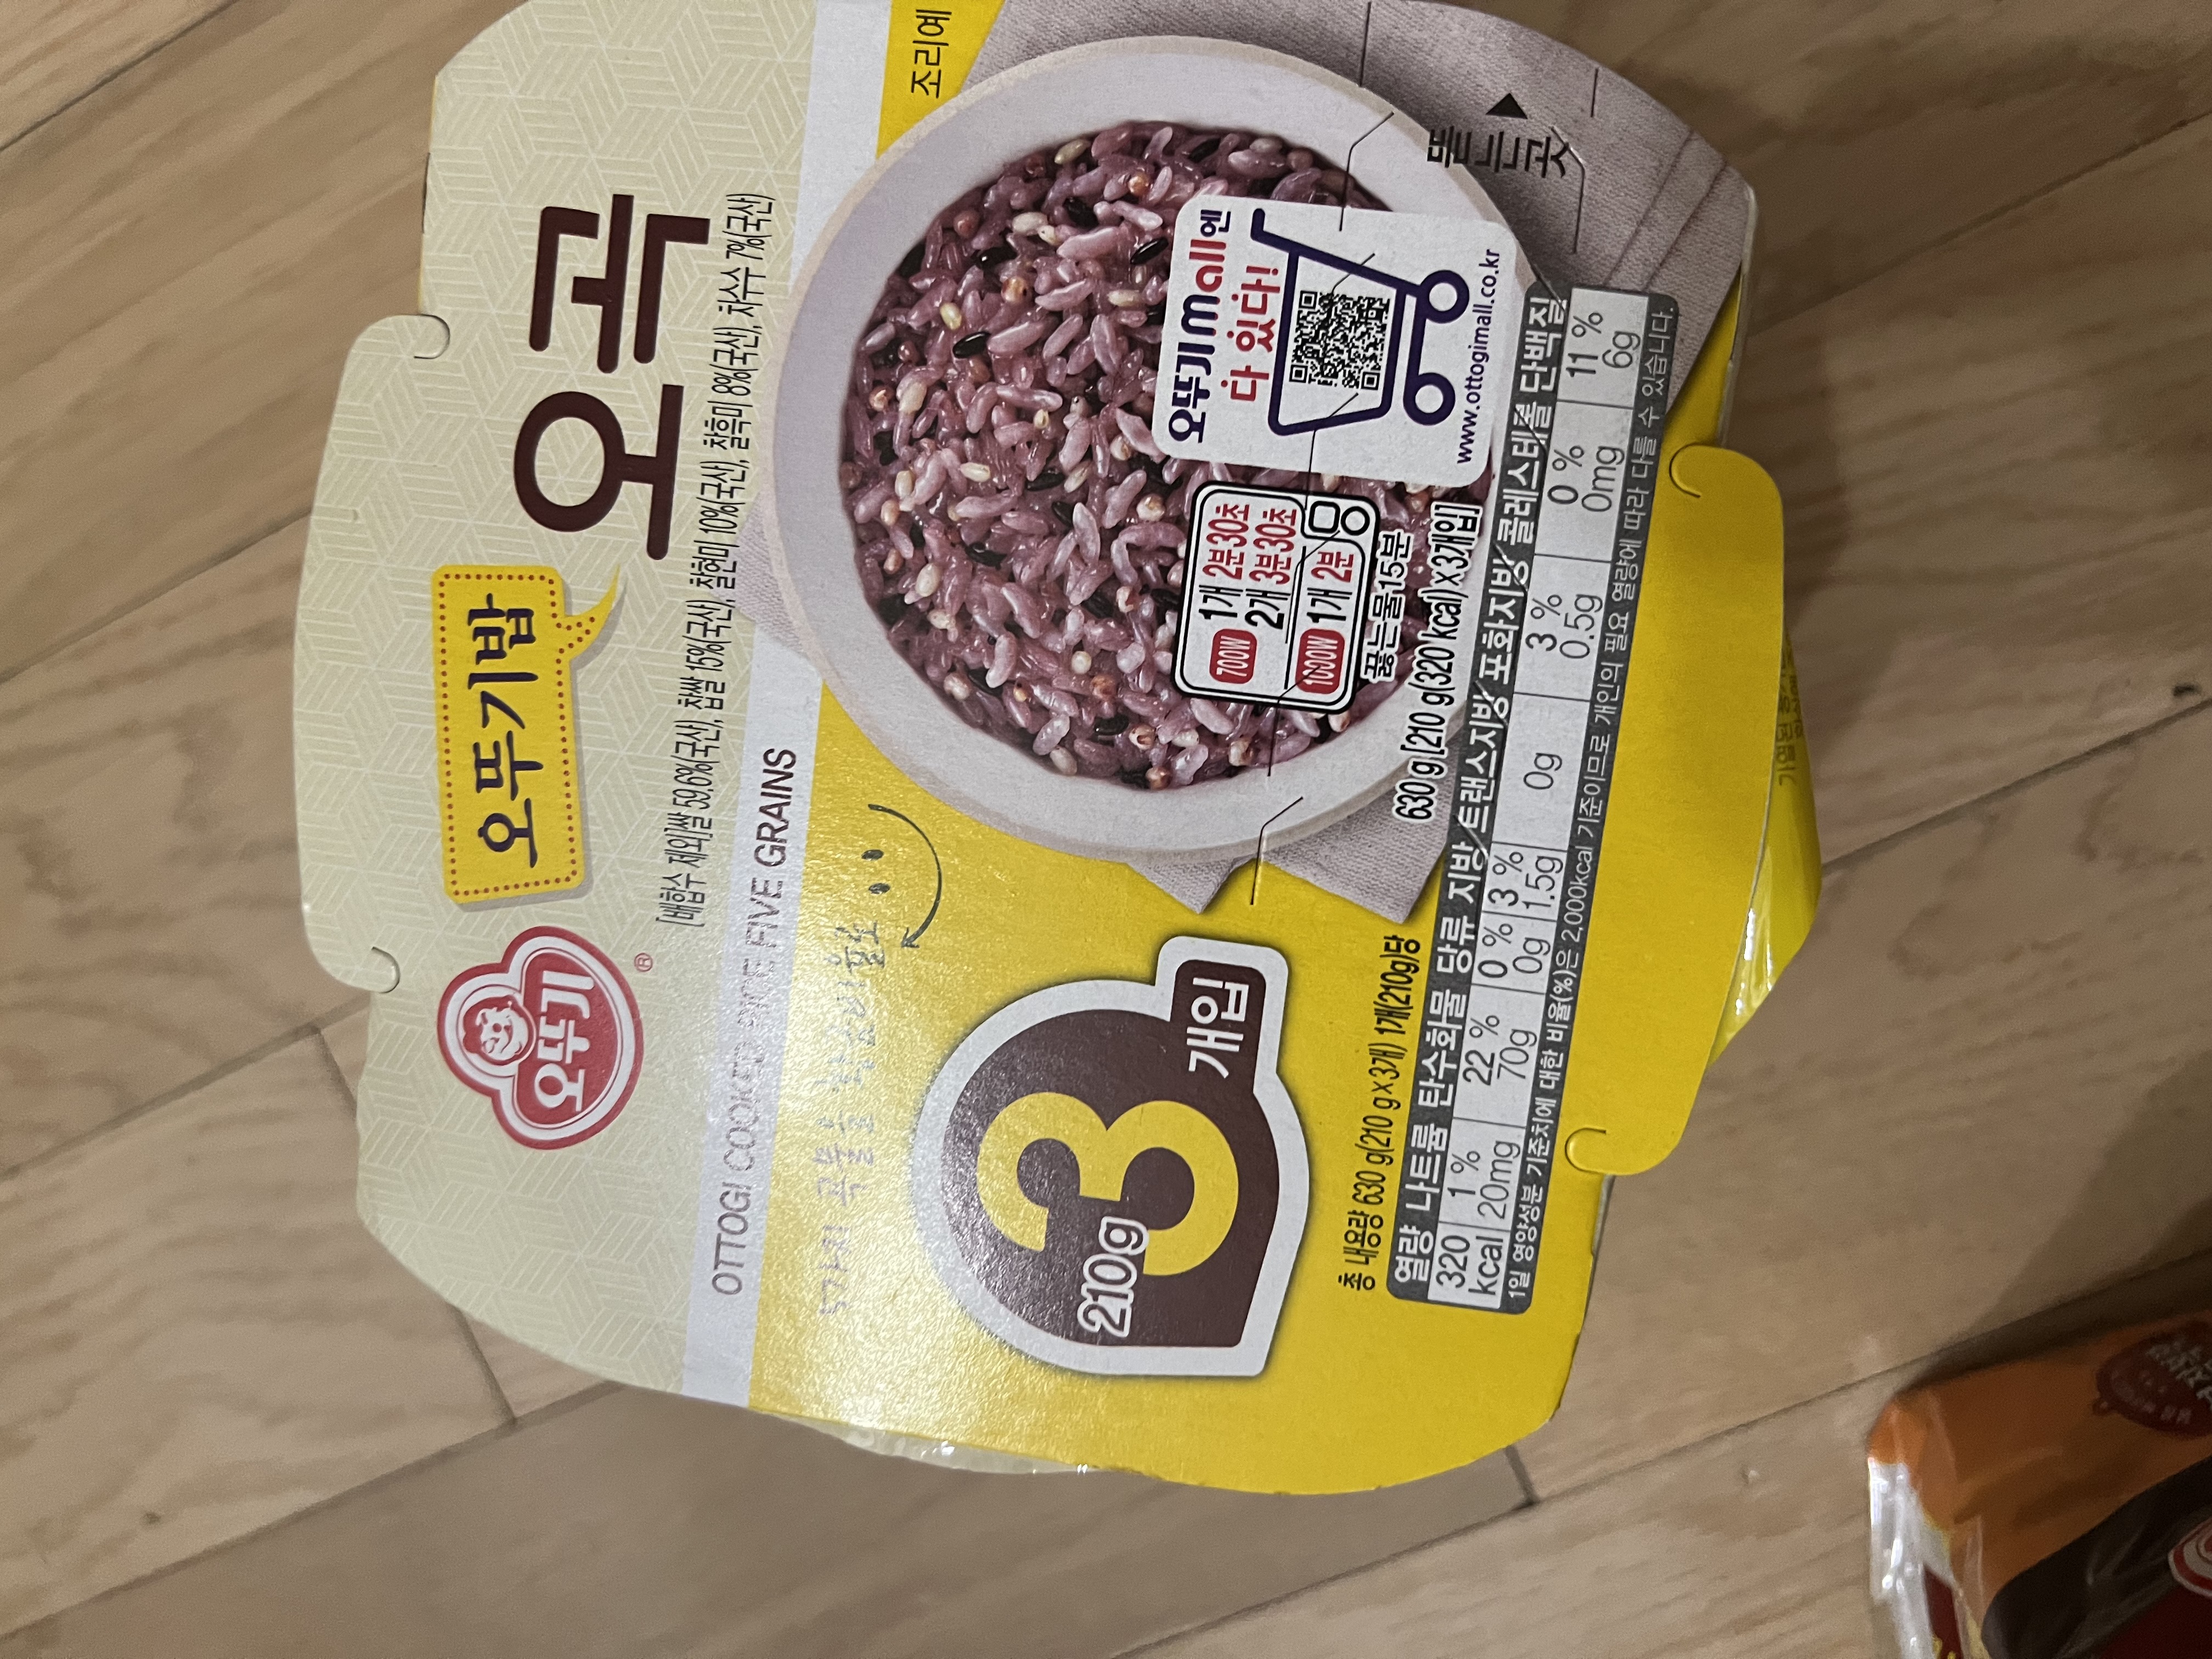 오뚜기
®
오뚜기밥
오곡
[배합수 제외]쌀 59.6%(국산), 찹쌀 15%(국산), 찰현미 10%(국산), 찰흑미 8%(국산), 차수수 7%(국산)
OTTOGI COOKED RICE FIVE GRAINS
조리예
5가지 곡물을
3
개입
210g
오뚜기mall엔
다 있다!
www.ottogimall.co.kr
뜯는곳
700W 1개 2분30초
2개 3분30초
1000W 1개 2분
끓는물 15분
630 g[210 g(320 kcal) X 3개입]
총 내용량 630 g(210 g X 3개) 1개(210g)당
열량 나트륨 탄수화물 당류 지방 트랜스지방 포화지방 콜레스테롤 단백질
320 1 % 22 % 0 % 3 % 3 % 0 % 11 %
kcal 20mg 70g 0g 1.5g 0g 0.5g 0mg 6g
1일 영양성분 기준치에 대한 비율(%)은 2,000kcal 기준이므로 개인의 필요 열량에 따라 다를 수 있습니다.